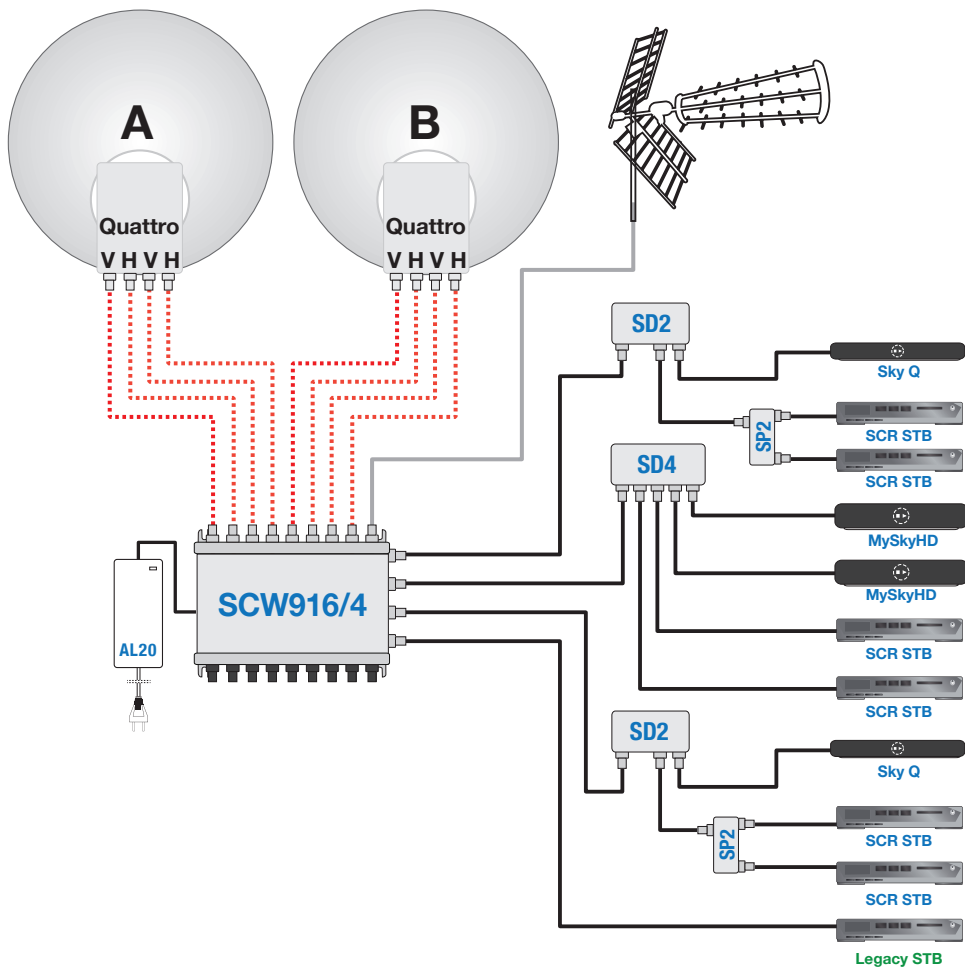 A
B
Quattro
Quattro
V H V H
V H V H
SD2
Sky Q
SP2
SCR STB
SCR STB
SD4
MySkyHD
MySkyHD
SCW916/4
AL20
SCR STB
SCR STB
SD2
Sky Q
SP2
SCR STB
SCR STB
Legacy STB